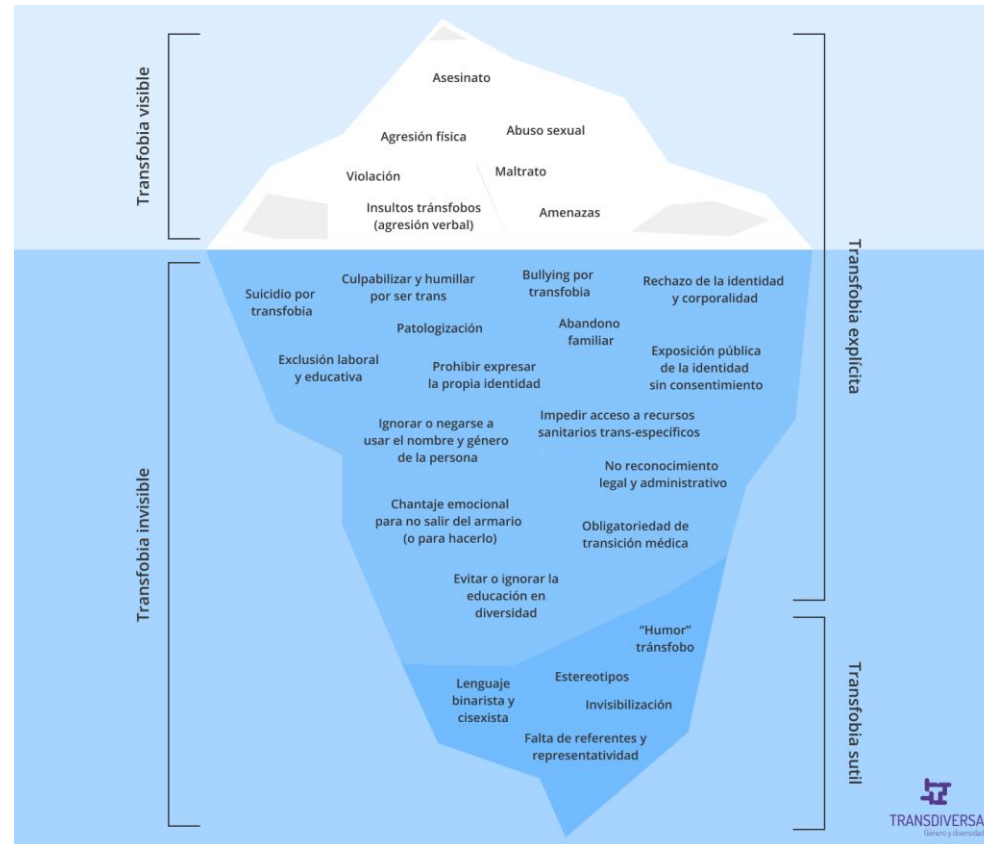 Transfobia visible
Asesinato
Agresión física
Abuso sexual
Violación
Maltrato
Insultos tránsfobos
(agresión verbal)
Amenazas
Transfobia explícita
Transfobia invisible
Suicidio por
transfobia
Culpabilizar y humillar
por ser trans
Bullying por
transfobia
Rechazo de la identidad
y corporalidad
Patologización
Abandono
familiar
Exclusión laboral
y educativa
Prohibir expresar
la propia identidad
Exposición pública
de la identidad
sin consentimiento
Ignorar o negarse a
usar el nombre y género
de la persona
Impedir acceso a recursos
sanitarios trans-específicos
No reconocimiento
legal y administrativo
Chantaje emocional
para no salir del armario
(o para hacerlo)
Obligatoriedad de
transición médica
Evitar o ignorar la
educación en
diversidad
Transfobia sutil
“Humor”
tránsfobo
Estereotipos
Lenguaje
binarista y
cisexista
Invisibilización
Falta de referentes y
representatividad
TRANSDIVERSA
Género y diversidad